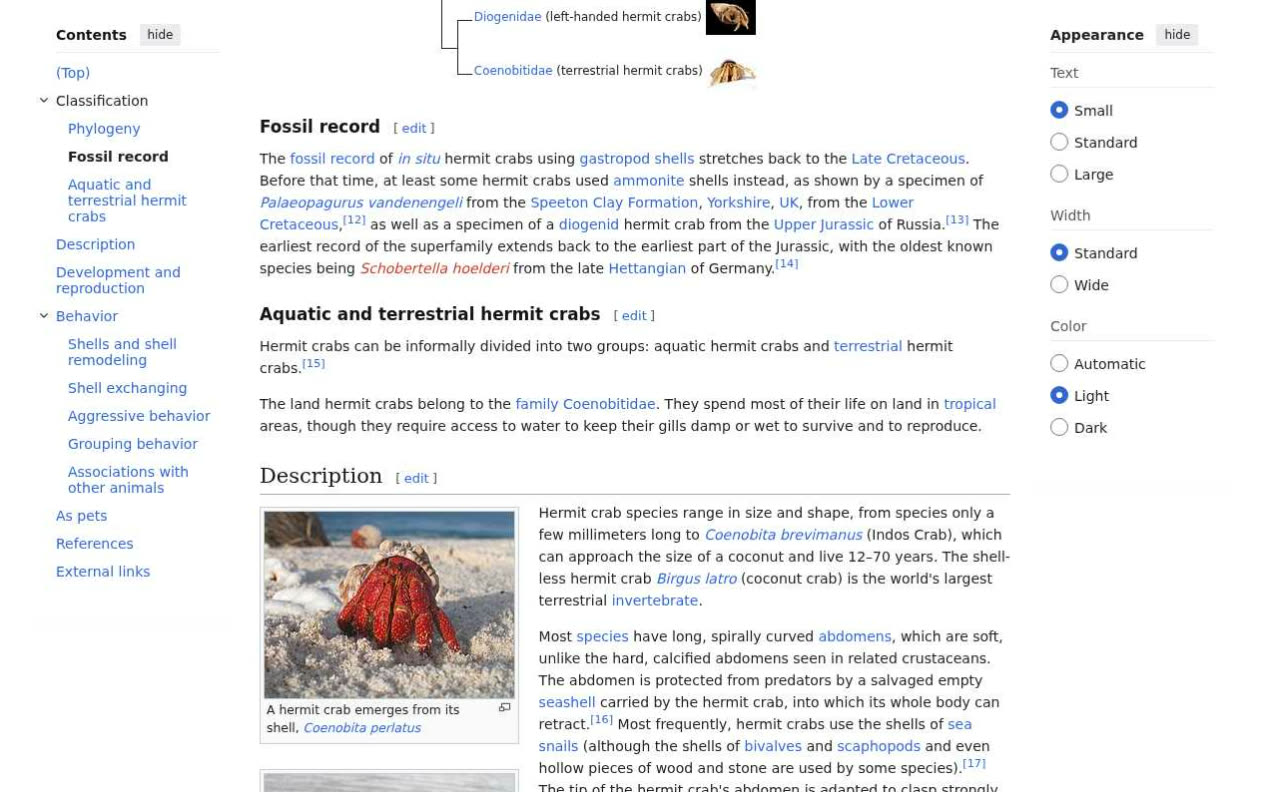 Contents hide
(Top)
Classification
Phylogeny
Fossil record
Aquatic and
terrestrial hermit
crabs
Description
Development and
reproduction
Behavior
Shells and shell
remodeling
Shell exchanging
Aggressive behavior
Grouping behavior
Associations with
other animals
As pets
References
External links
Diogenidae (left-handed hermit crabs)
Coenobitidae (terrestrial hermit crabs)
Fossil record [ edit ]
The fossil record of in situ hermit crabs using gastropod shells stretches back to the Late Cretaceous.
Before that time, at least some hermit crabs used ammonite shells instead, as shown by a specimen of
Palaeopagurus vandenengeli from the Speeton Clay Formation, Yorkshire, UK, from the Lower
Cretaceous,[12] as well as a specimen of a diogenid hermit crab from the Upper Jurassic of Russia.[13] The
earliest record of the superfamily extends back to the earliest part of the Jurassic, with the oldest known
species being Schobertella hoelderi from the late Hettangian of Germany.[14]
Aquatic and terrestrial hermit crabs [ edit ]
Hermit crabs can be informally divided into two groups: aquatic hermit crabs and terrestrial hermit
crabs.[15]
The land hermit crabs belong to the family Coenobitidae. They spend most of their life on land in tropical
areas, though they require access to water to keep their gills damp or wet to survive and to reproduce.
Description [ edit ]
A hermit crab emerges from its
shell, Coenobita perlatus
Hermit crab species range in size and shape, from species only a
few millimeters long to Coenobita brevimanus (Indos Crab), which
can approach the size of a coconut and live 12–70 years. The shell-
less hermit crab Birgus latro (coconut crab) is the world's largest
terrestrial invertebrate.
Most species have long, spirally curved abdomens, which are soft,
unlike the hard, calcified abdomens seen in related crustaceans.
The abdomen is protected from predators by a salvaged empty
seashell carried by the hermit crab, into which its whole body can
retract.[16] Most frequently, hermit crabs use the shells of sea
snails (although the shells of bivalves and scaphopods and even
hollow pieces of wood and stone are used by some species).[17]
The tip of the hermit crab's abdomen is adapted to clasp strongly
Appearance hide
Text
Small
Standard
Large
Width
Standard
Wide
Color
Automatic
Light
Dark